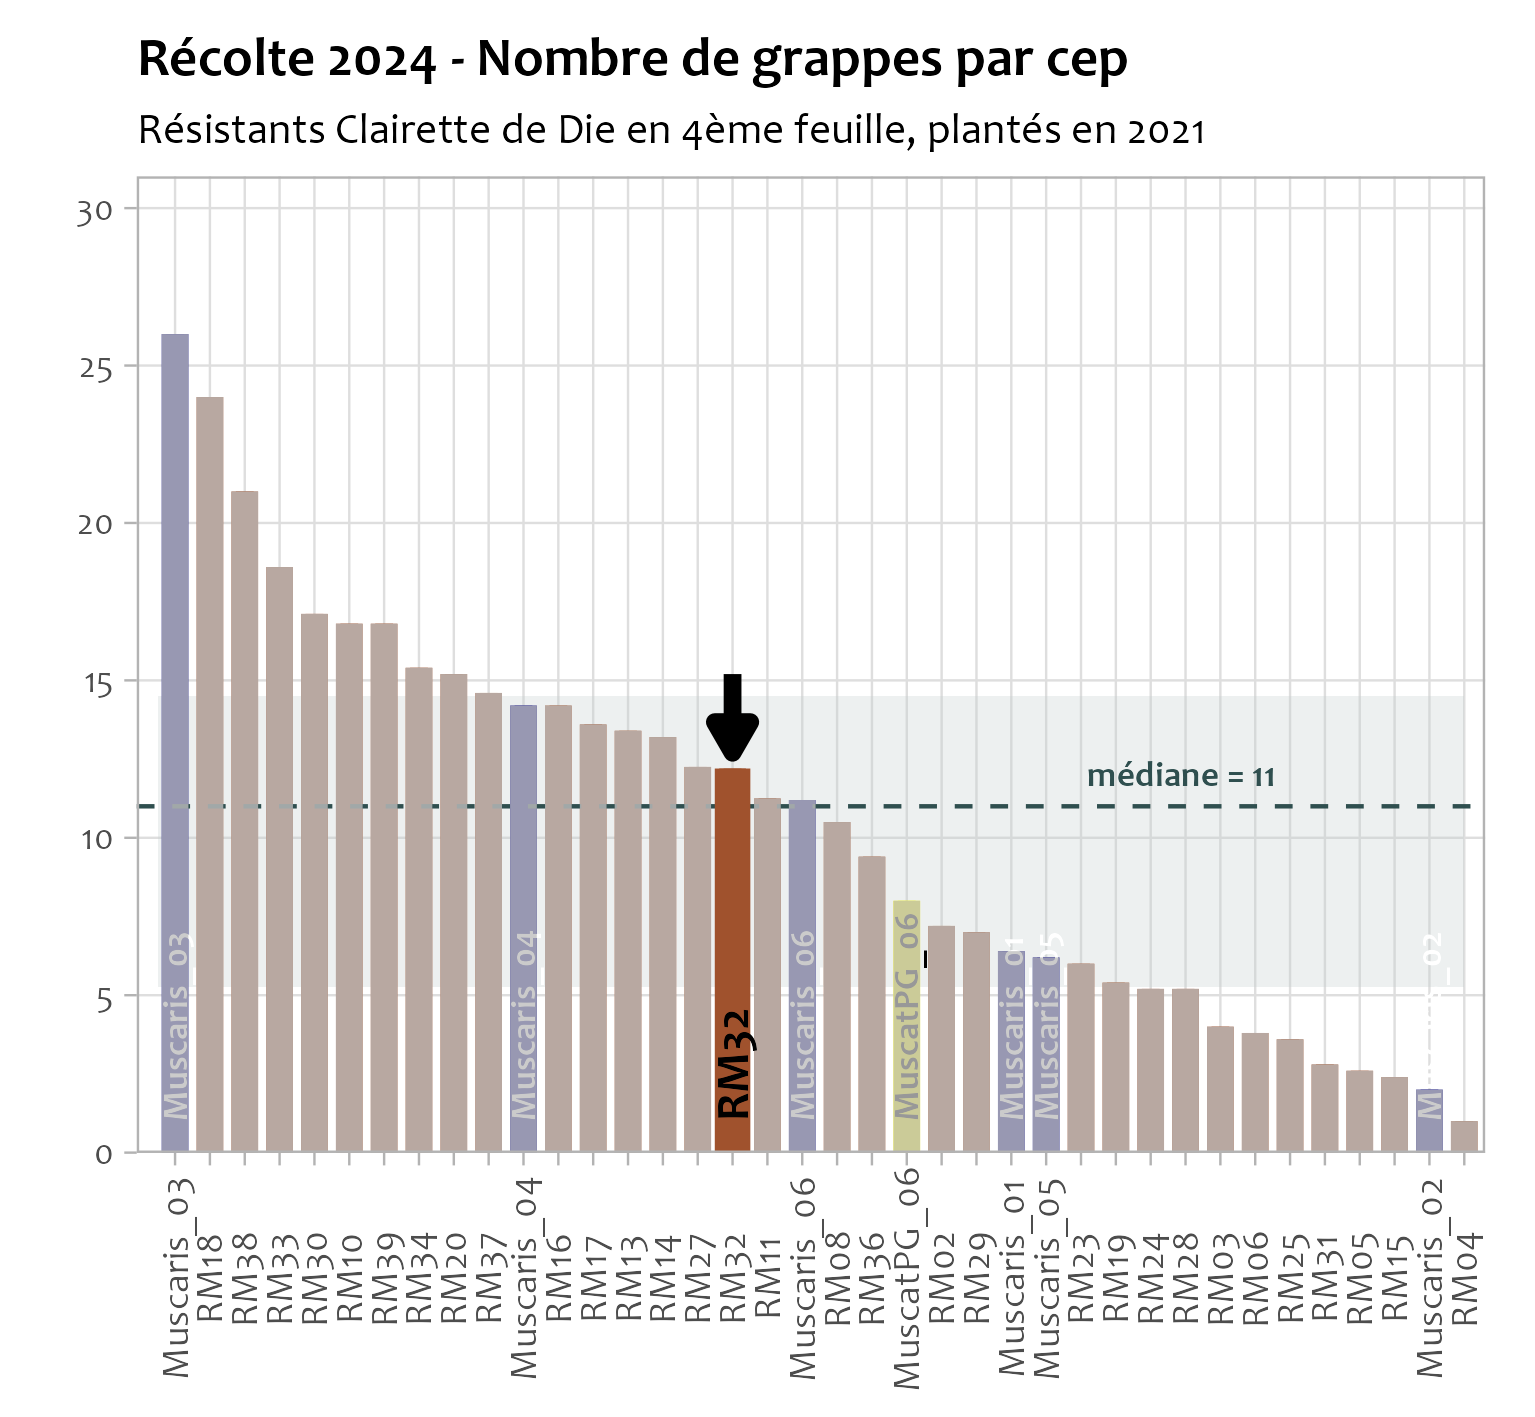 Récolte 2024 - Nombre de grappes par cep
Résistants Clairette de Die en 4ème feuille, plantés en 2021
30
25
20
15
10
5
0
médiane = 11
Muscaris_03
Muscaris_04
RM32
Muscaris_06
MuscatPG_06
Muscaris_01
Muscaris_05
M _02
Muscaris_03
RM18
RM38
RM33
RM30
RM10
RM39
RM34
RM20
RM37
Muscaris_04
RM16
RM17
RM13
RM14
RM27
RM32
RM11
Muscaris_06
RM08
RM36
MuscatPG_06
RM02
RM29
Muscaris_01
Muscaris_05
RM23
RM19
RM24
RM28
RM03
RM06
RM25
RM31
RM05
RM15
Muscaris_02
RM04